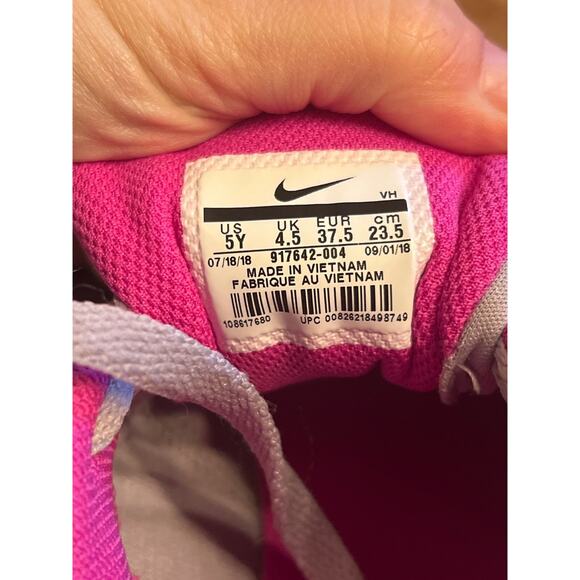 VH
US UK EUR cm
5Y 4.5 37.5 23.5
07/18/18 917642-004 09/01/18
MADE IN VIETNAM
FABRIQUE AU VIETNAM
108617680 UPC 00826218498749